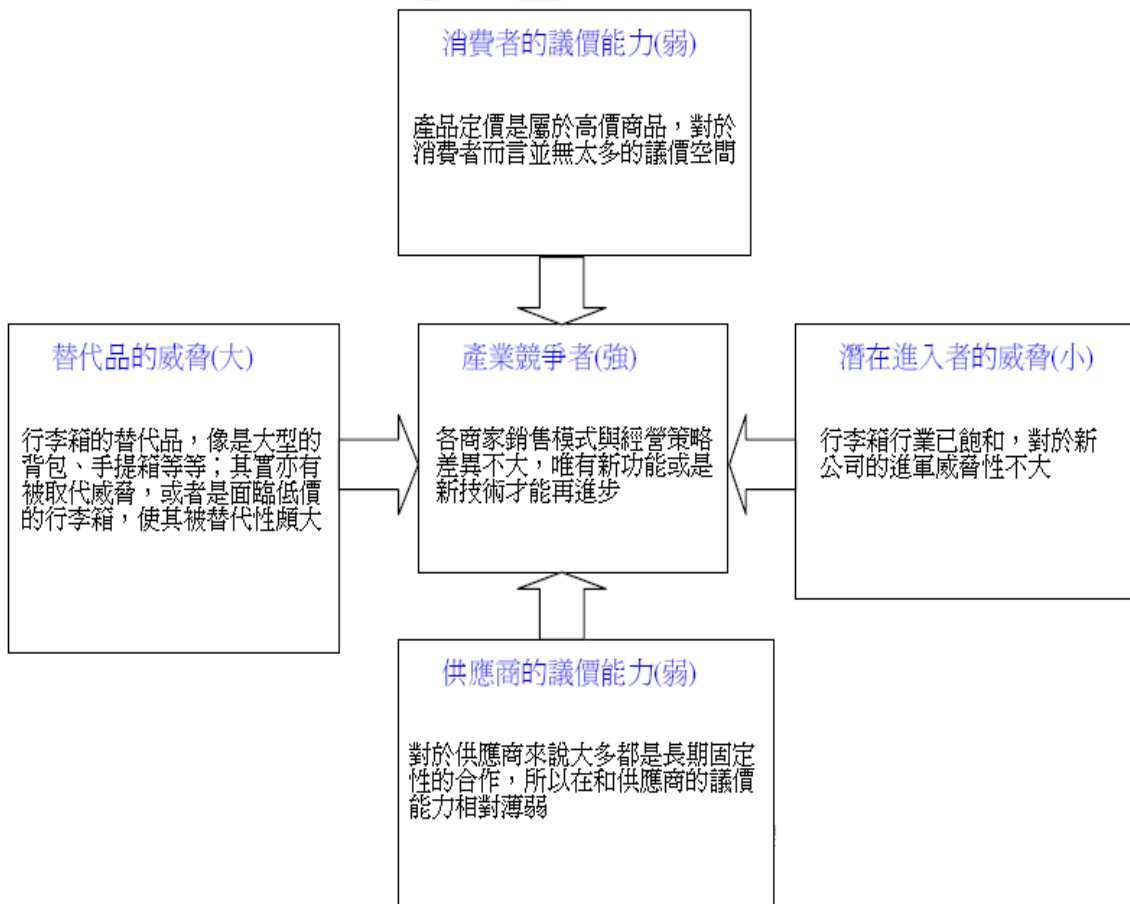 消費者的議價能力(弱)
產品定價是屬於高價商品，對於
消費者而言並無太多的議價空間
替代品的威脅(大)
行李箱的替代品，像是大型的
背包、手提箱等等；其實亦有
被取代威脅，或者是面臨低價
的行李箱，使其被替代性頗大
產業競爭者(強)
各商家銷售模式與經營策略
差異不大，唯有新功能或是
新技術才能再進步
潛在進入者的威脅(小)
行李箱行業已飽和，對於新
公司的進軍威脅性不大
供應商的議價能力(弱)
對於供應商來說大多都是長期固定
性的合作，所以在和供應商的議價
能力相對薄弱